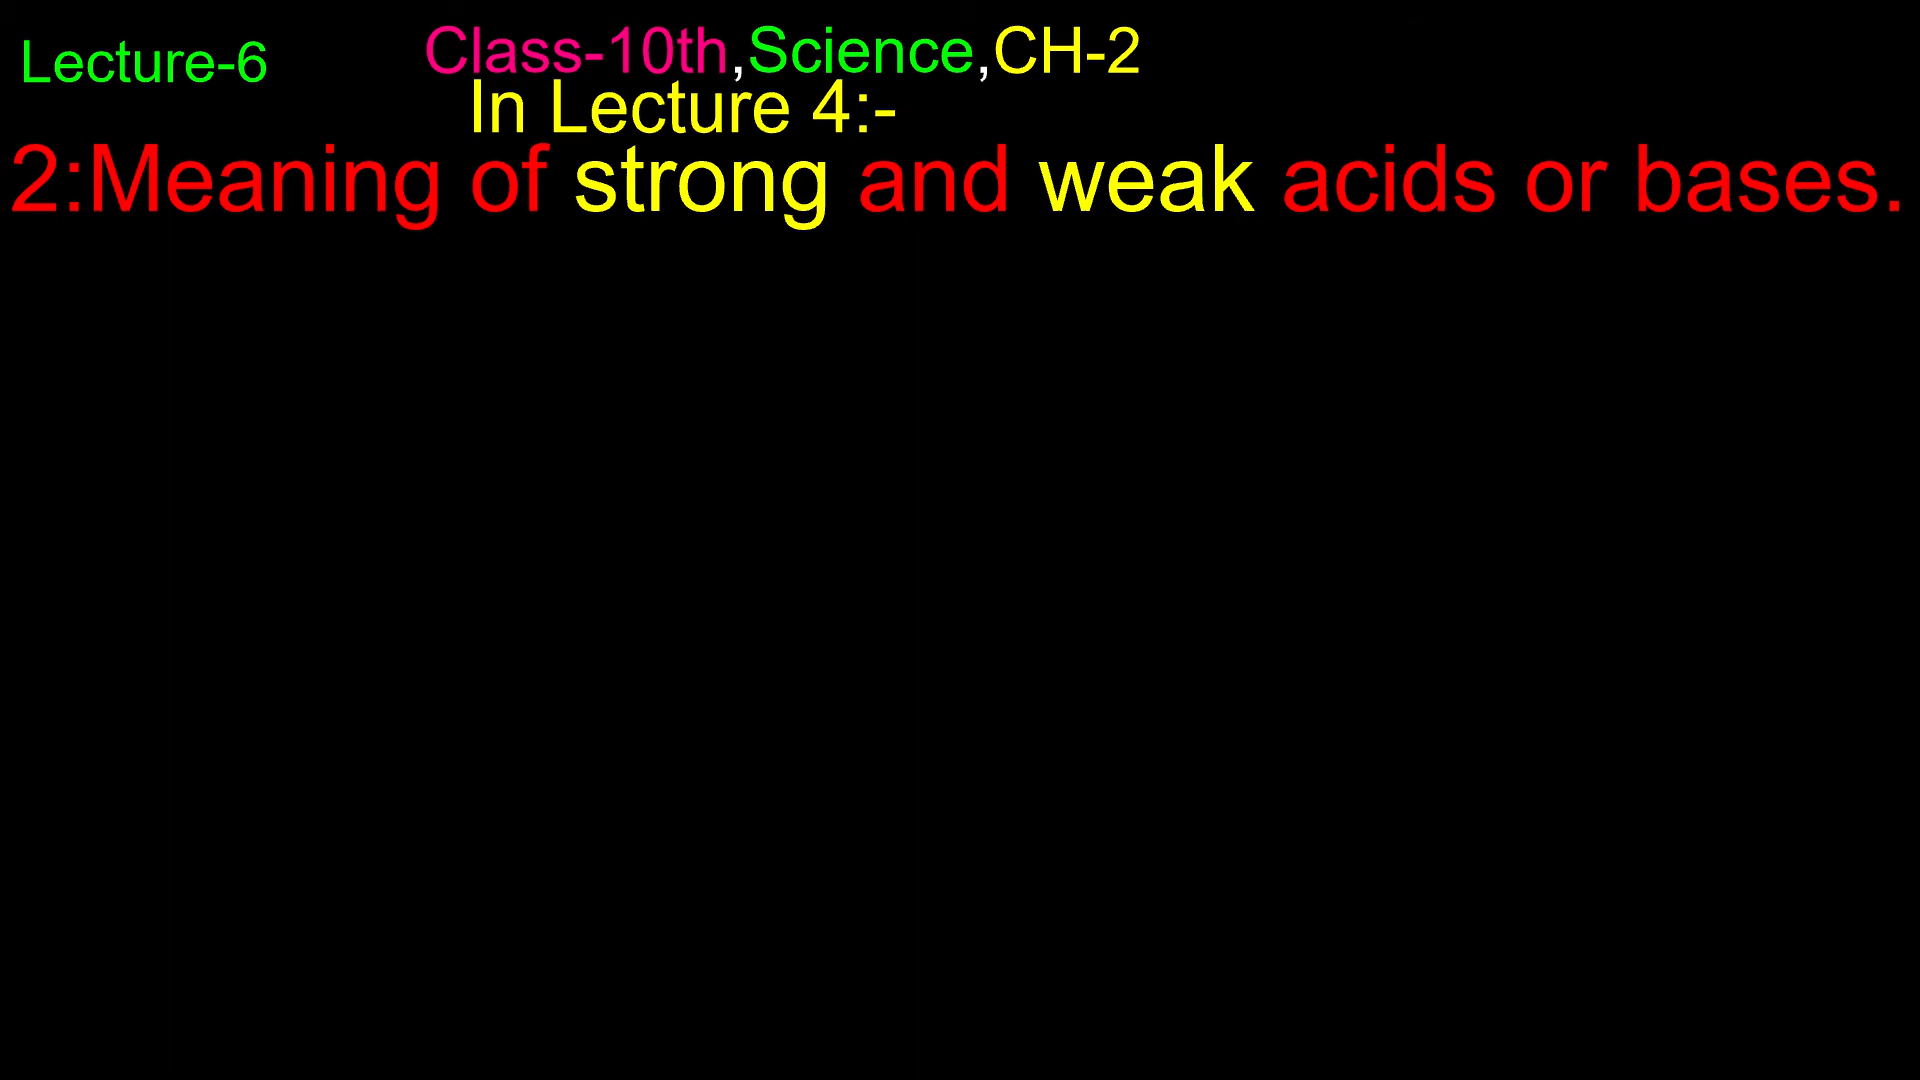 Lecture-6
Class-10th,Science,CH-2
In Lecture 4:-
2:Meaning of strong and weak acids or bases.